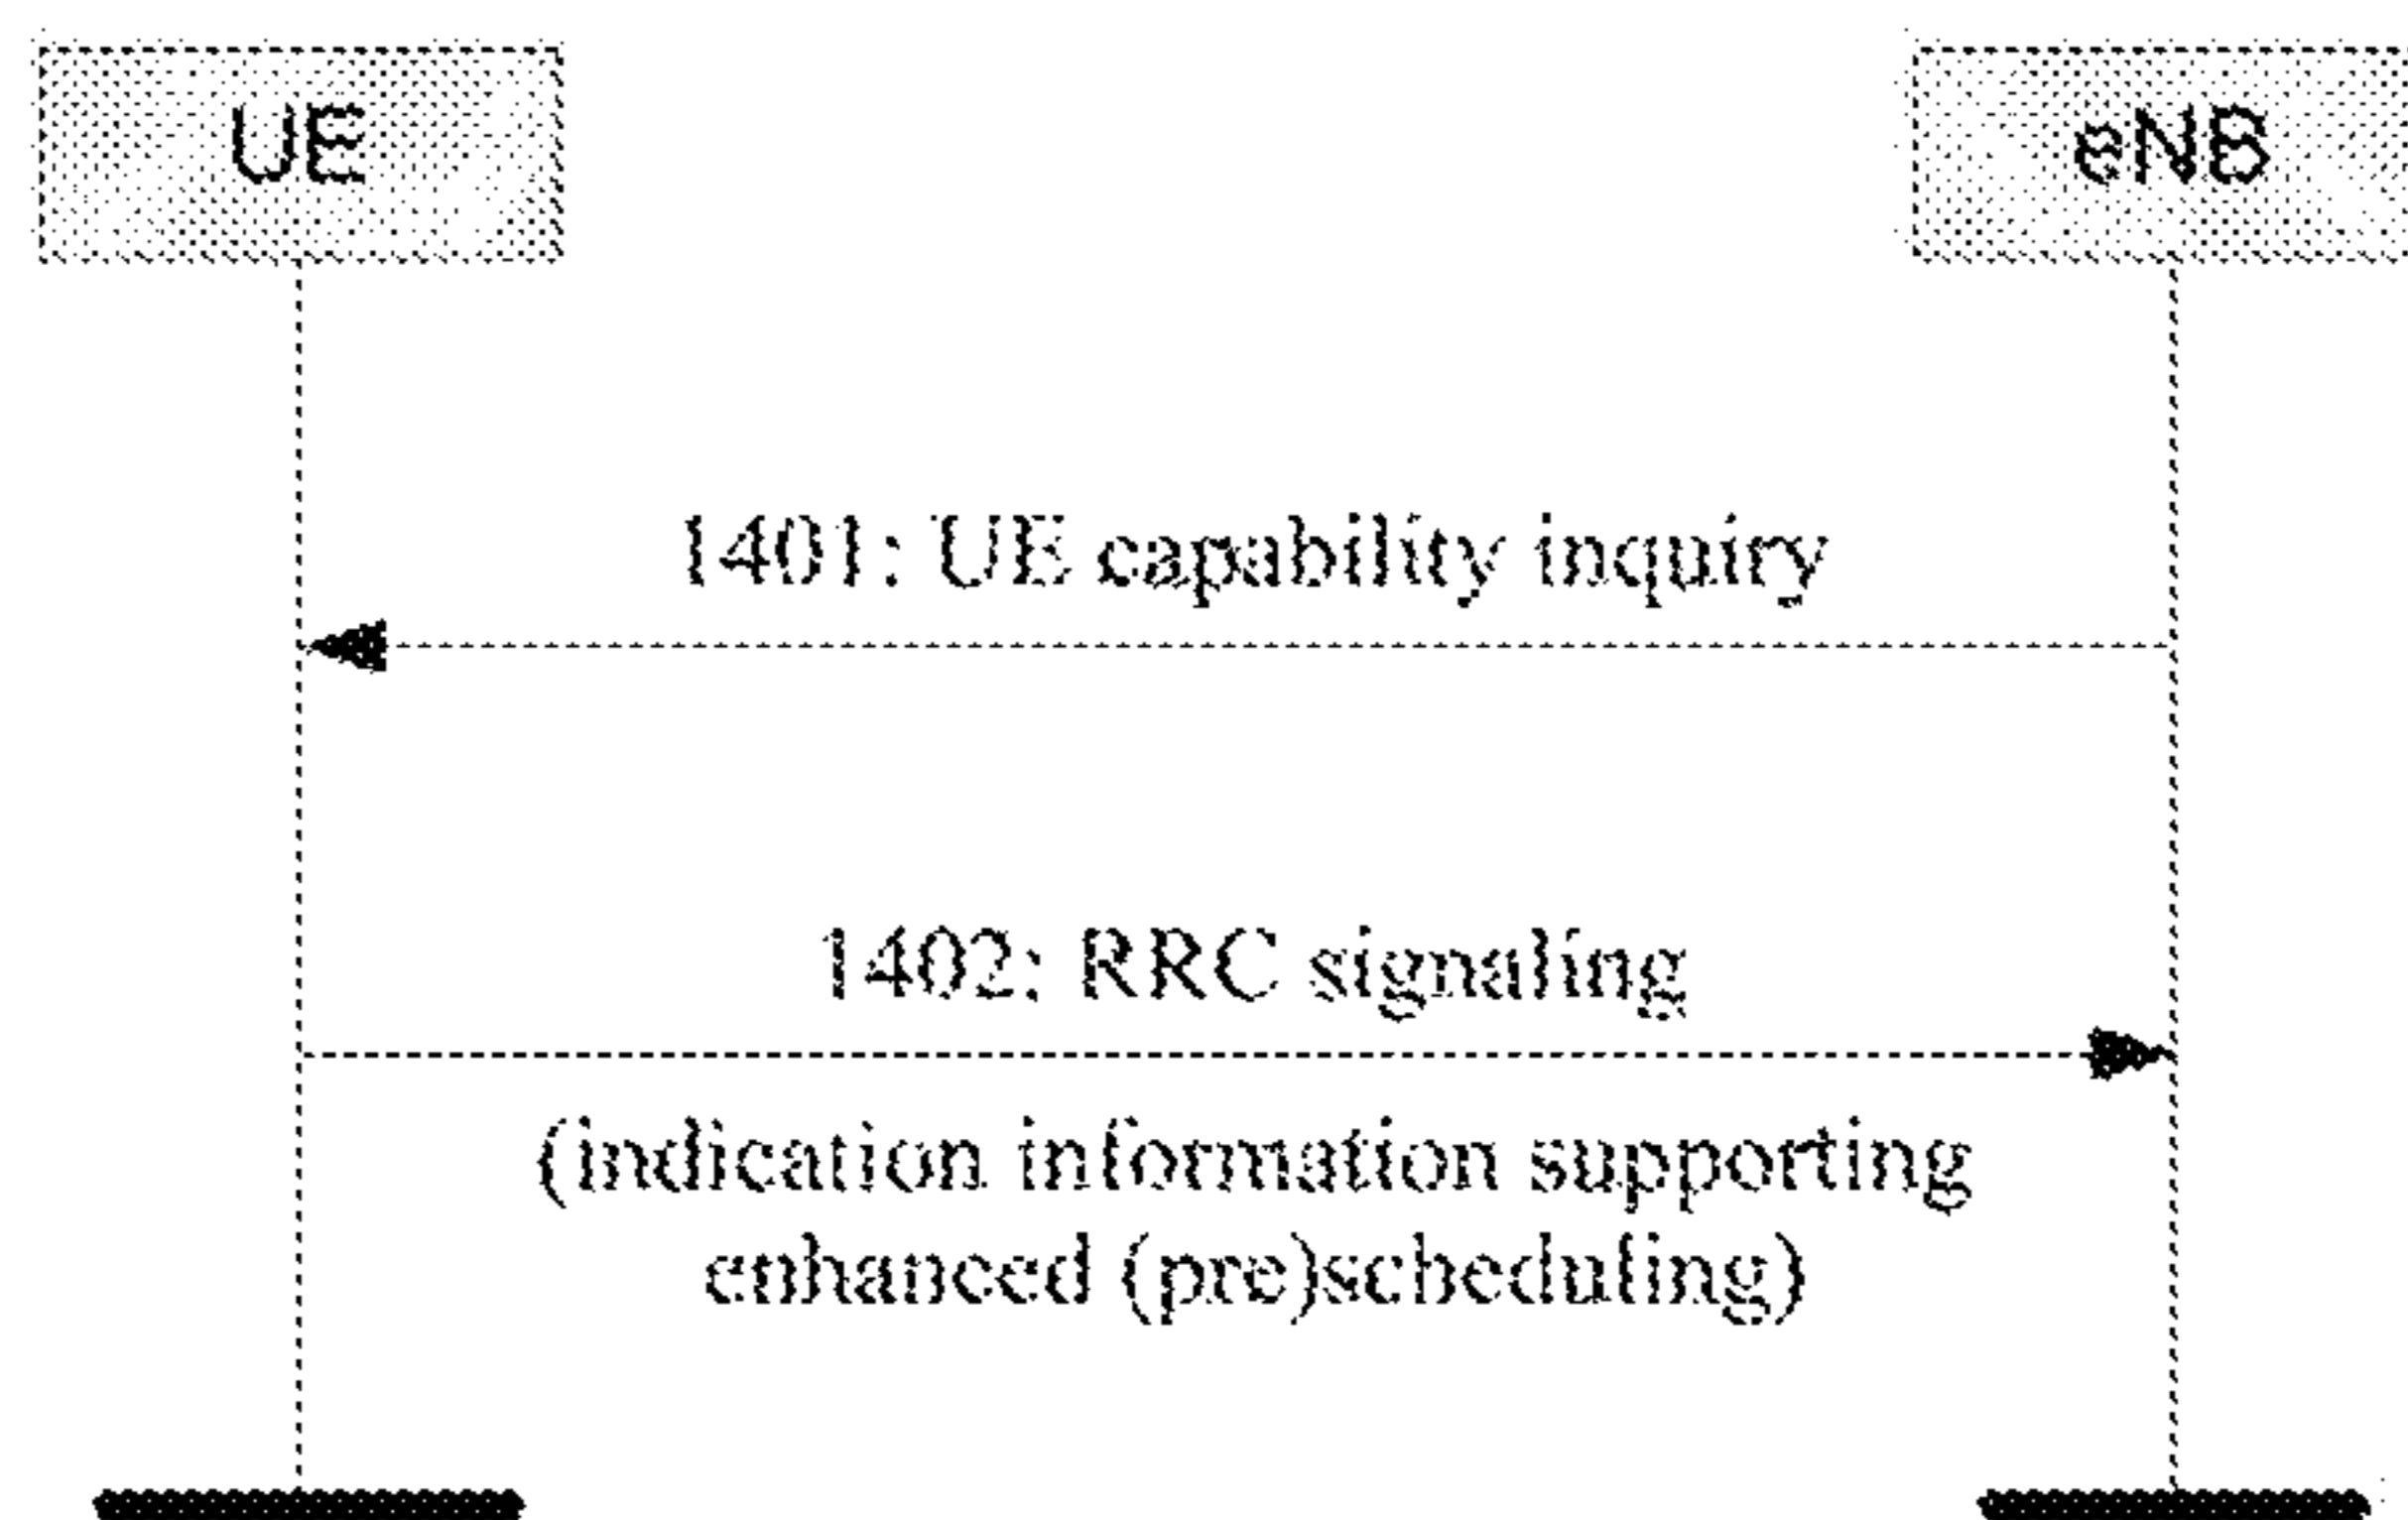 UE
eNB
1401: UE capability inquiry
1402: RRC signaling
(indication information supporting
enhanced (pre)scheduling)